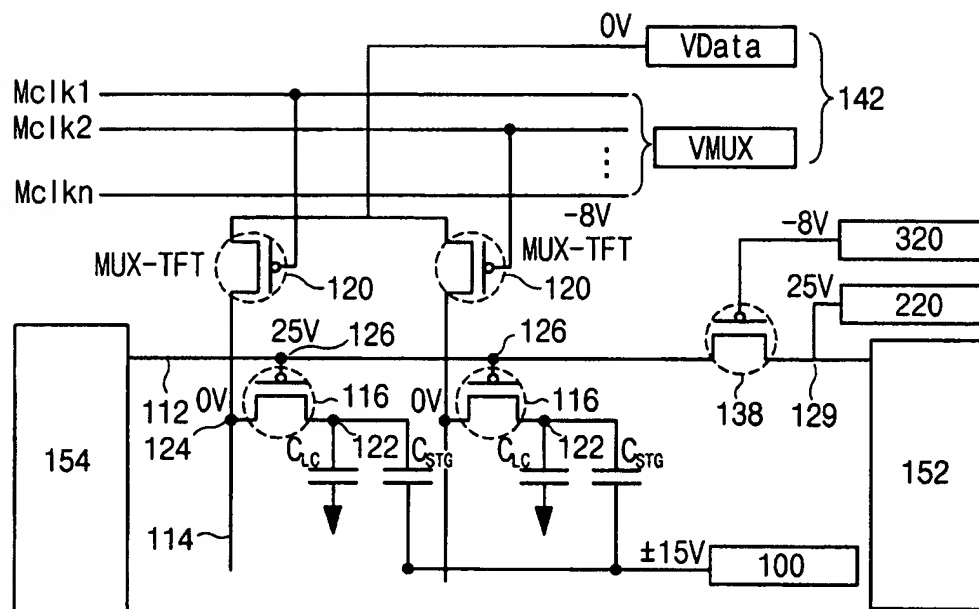 0V
VData
142
Mclk1
Mclk2
VMUX
Mclkn
-8V
MUX-TFT
MUX-TFT
120
120
-8V
320
25V
220
25V
126
126
112
0V
116
0V
116
138
129
124
122
122
CLC
CSTG
CLC
CSTG
154
152
114
±15V
100